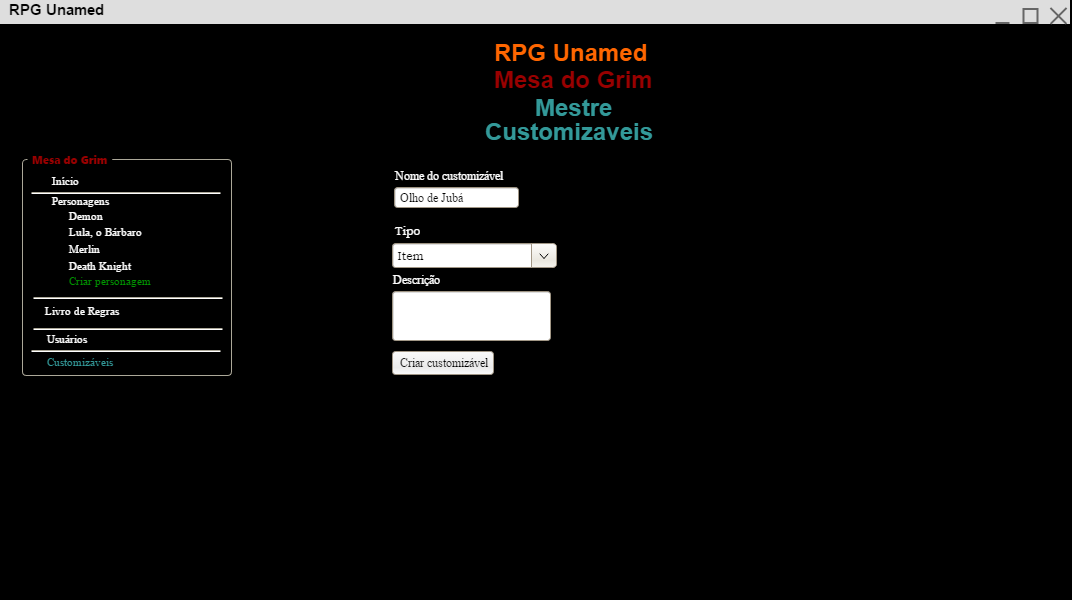 RPG Unamed
RPG Unamed
Mesa do Grim
Mestre
Customizaveis
Mesa do Grim
Início
Personagens
Demon
Lula, o Bárbaro
Merlin
Death Knight
Criar personagem
Livro de Regras
Usuários
Customizáveis
Nome do customizável
Olho de Jubá
Tipo
Item
Descrição
Criar customizável